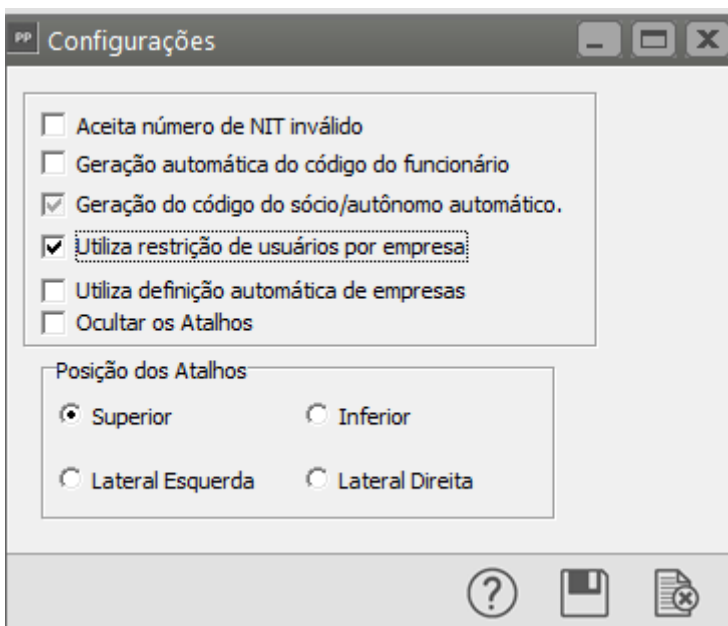 PP Configurações
Aceita número de NIT inválido
Geração automática do código do funcionário
Geração do código do sócio/autônomo automático.
Utiliza restrição de usuários por empresa
Utiliza definição automática de empresas
Ocultar os Atalhos
Posição dos Atalhos
Superior Inferior
Lateral Esquerda Lateral Direita
?